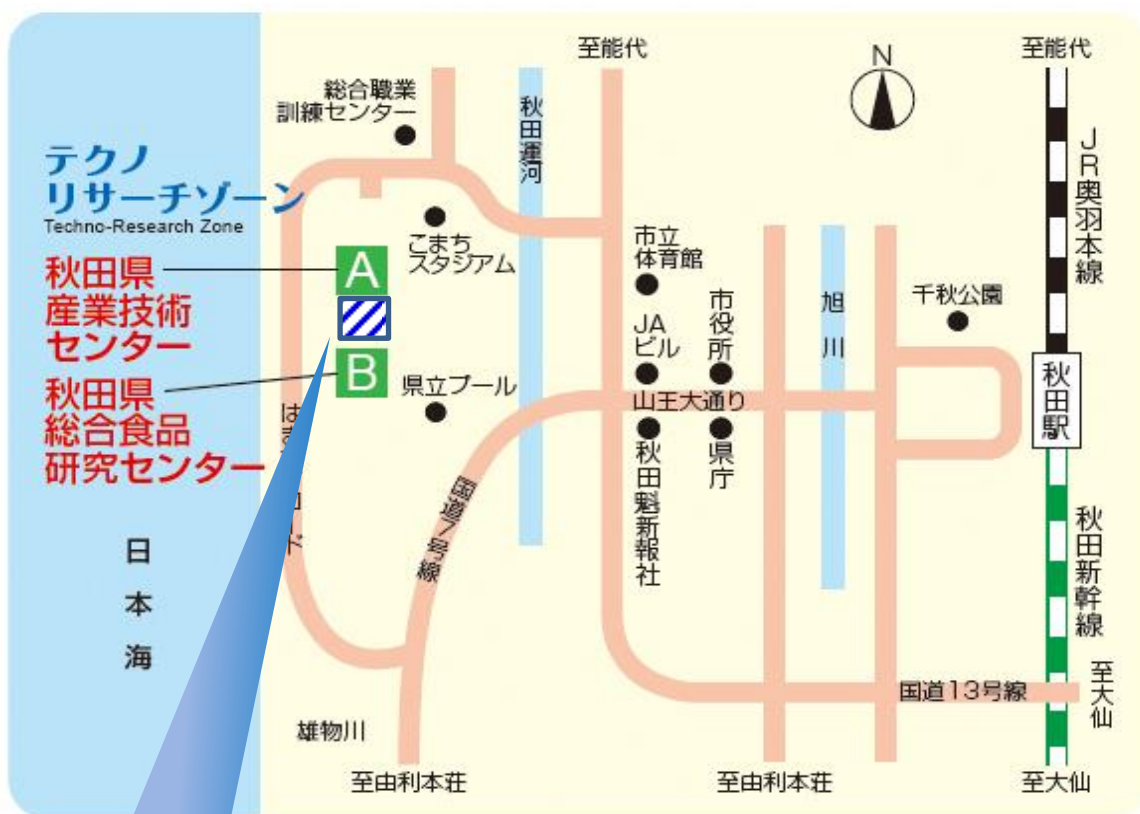 至能代
至能代
N
総合職業
訓練センター
秋田運河
JR奥羽本線
テクノ
リサーチゾーン
Techno-Research Zone
こまち
スタジアム
市立
体育館
秋田県
産業技術
センター
A
JA
ビル
市役所
旭川
千秋公園
秋田県
総合食品
研究センター
B
県立プール
山王大通り
秋田駅
国道7号線
秋田魁新報社
県庁
秋田新幹線
日本海
国道13号線
至大仙
雄物川
至由利本荘
至由利本荘
至大仙